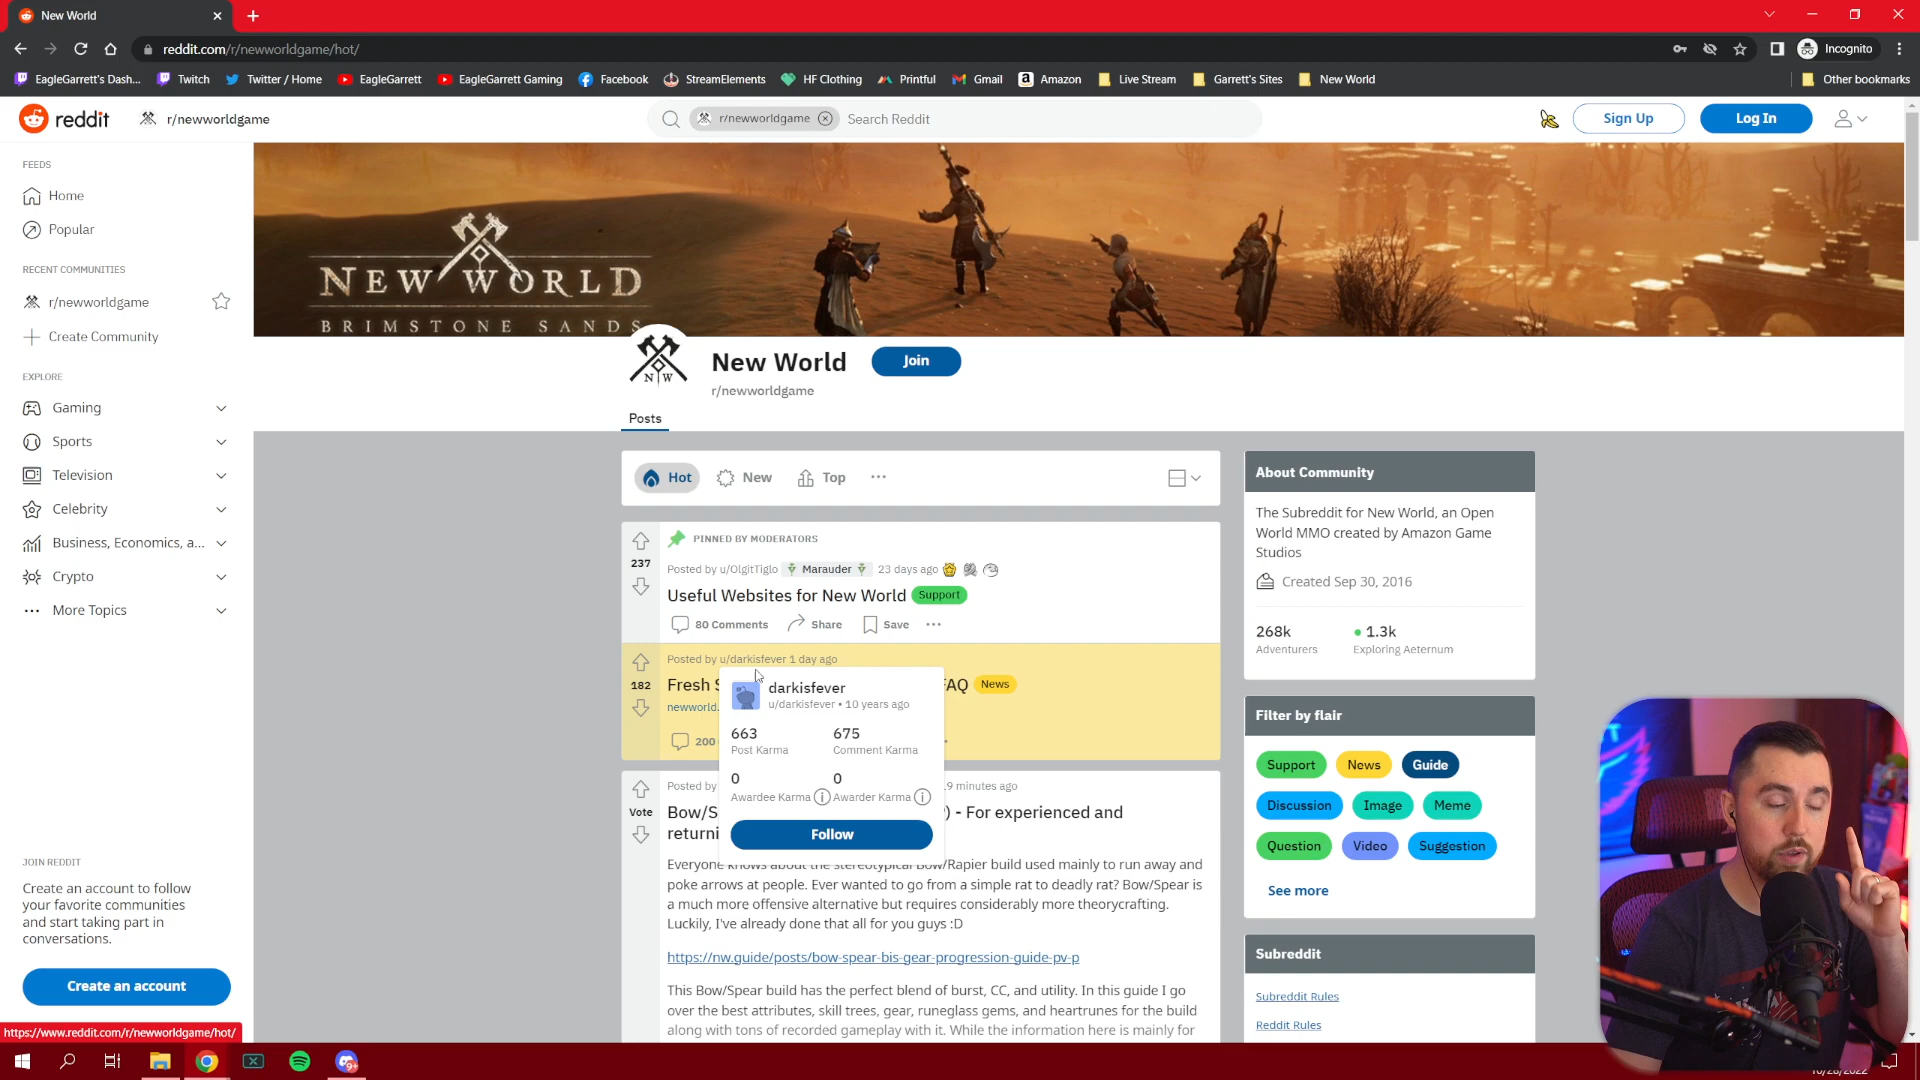 New World
reddit.com/r/newworldgame/hot/
Incognito
EagleGarrett's Dash...
Twitch
Twitter / Home
EagleGarrett
EagleGarrett Gaming
Facebook
StreamElements
HF Clothing
Printful
Gmail
Amazon
Live Stream
Garrett's Sites
New World
Other bookmarks
reddit
r/newworldgame
r/newworldgame
Search Reddit
Sign Up
Log In
FEEDS
Home
Popular
RECENT COMMUNITIES
r/newworldgame
Create Community
EXPLORE
Gaming
Sports
Television
Celebrity
Business, Economics, a...
Crypto
More Topics
JOIN REDDIT
Create an account to follow
your favorite communities
and start taking part in
conversations.
Create an account
https://www.reddit.com/r/newworldgame/hot/
NEW WORLD
BRIMSTONE SANDS
N W
New World
Join
r/newworldgame
Posts
Hot
New
Top
PINNED BY MODERATORS
237
Posted by u/OlgitTiglo Marauder 23 days ago
Useful Websites for New World Support
80 Comments Share Save
Posted by u/darkisfever 1 day ago
182
Fresh S
FAQ News
newworld.
200
darkisfever
u/darkisfever • 10 years ago
663 675
Post Karma Comment Karma
0 0
Awardee Karma Awarder Karma
Follow
Posted by
9 minutes ago
Vote
Bow/S
) - For experienced and
returni
Everyone knows about the stereotypical Bow/Rapier build used mainly to run away and
poke arrows at people. Ever wanted to go from a simple rat to deadly rat? Bow/Spear is
a much more offensive alternative but requires considerably more theorycrafting.
Luckily, I've already done that all for you guys :D
https://nw.guide/posts/bow-spear-bis-gear-progression-guide-pv-p
This Bow/Spear build has the perfect blend of burst, CC, and utility. In this guide I go
over the best attributes, skill trees, gear, runeglass gems, and heartrunes for the build
along with tons of recorded gameplay with it. While the information here is mainly for
About Community
The Subreddit for New World, an Open
World MMO created by Amazon Game
Studios
Created Sep 30, 2016
268k 1.3k
Adventurers Exploring Aeternum
Filter by flair
Support News Guide
Discussion Image Meme
Question Video Suggestion
See more
Subreddit
Subreddit Rules
Reddit Rules
9+
10/28/2022